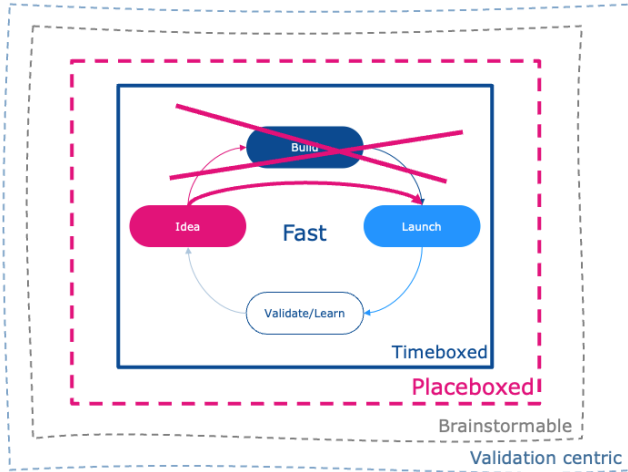 Build
Idea
Fast
Launch
Validate/Learn
Timeboxed
Placeboxed
Brainstormable
Validation centric